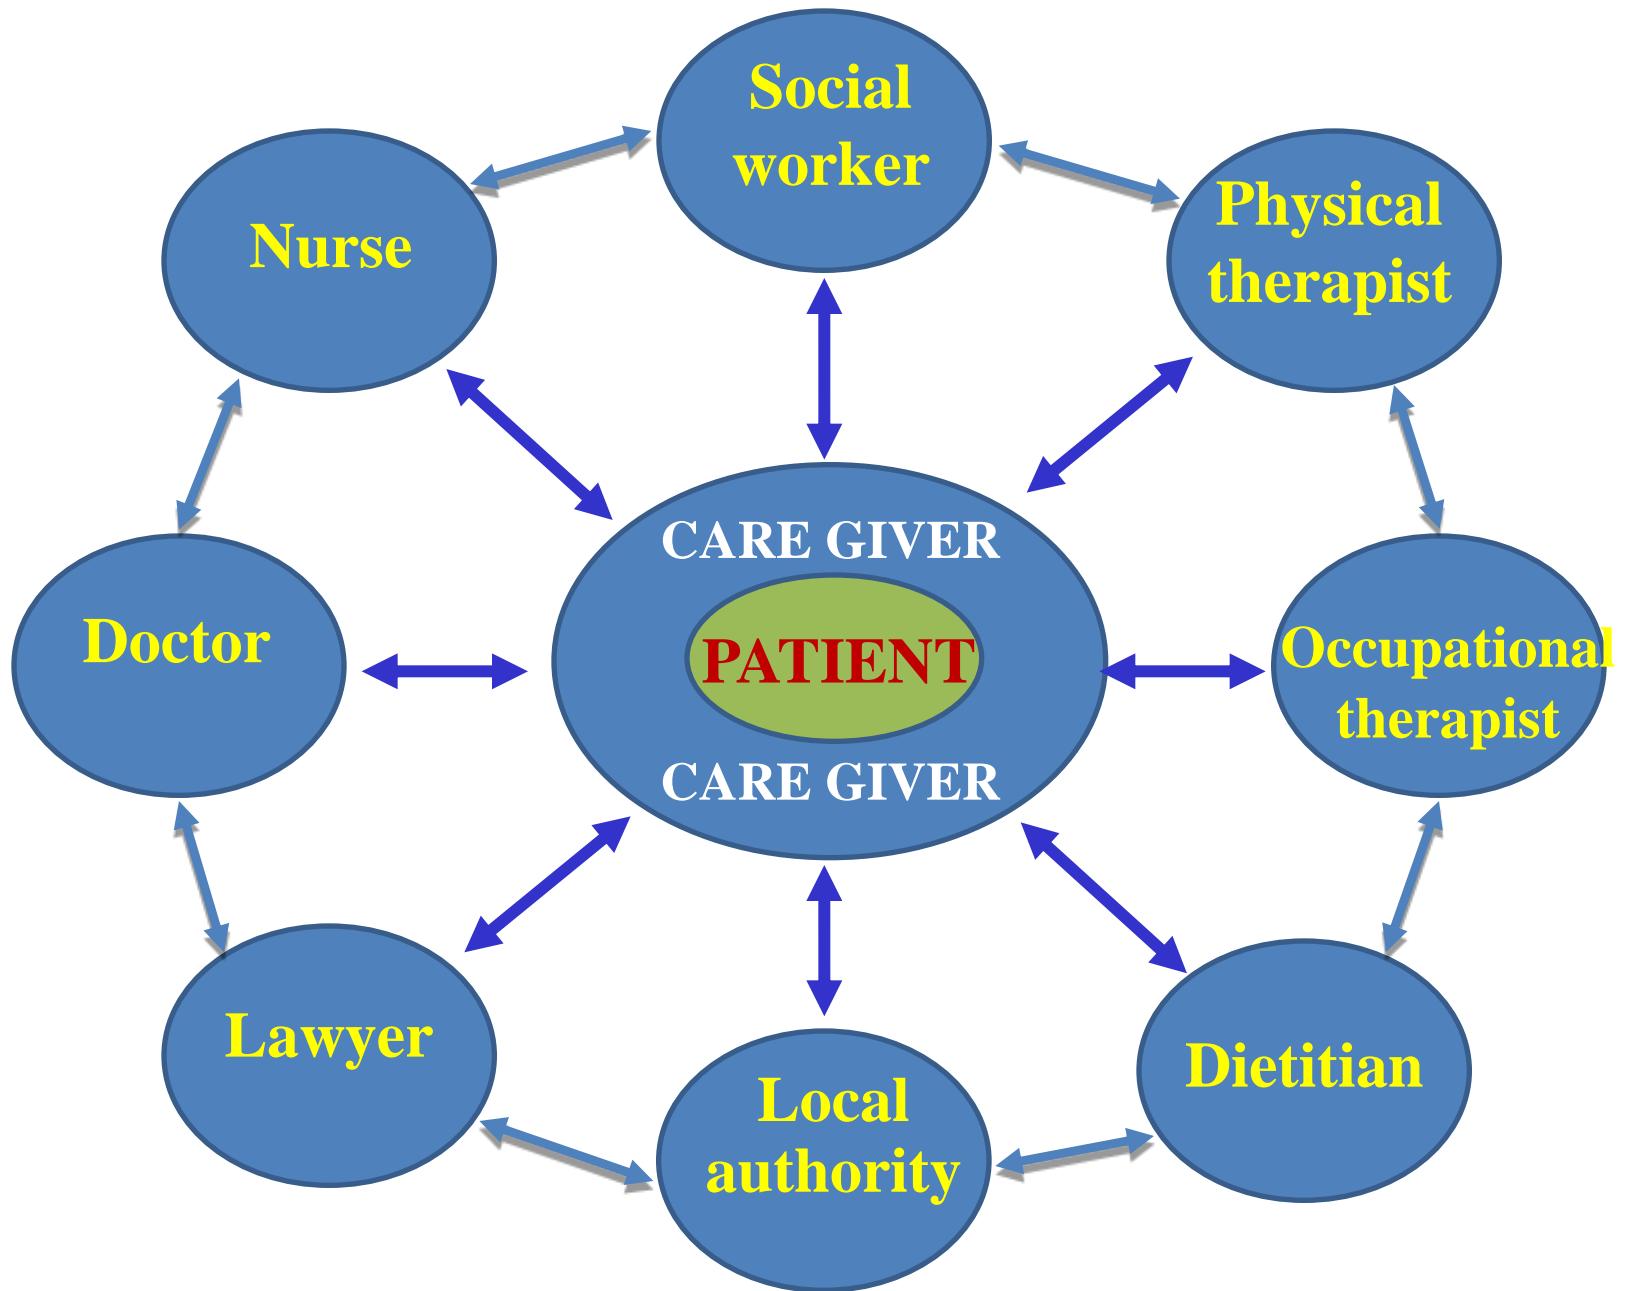 Social
worker
Nurse
Physical
therapist
CARE GIVER
PATIENT
CARE GIVER
Doctor
Occupational
therapist
Lawyer
Local
authority
Dietitian